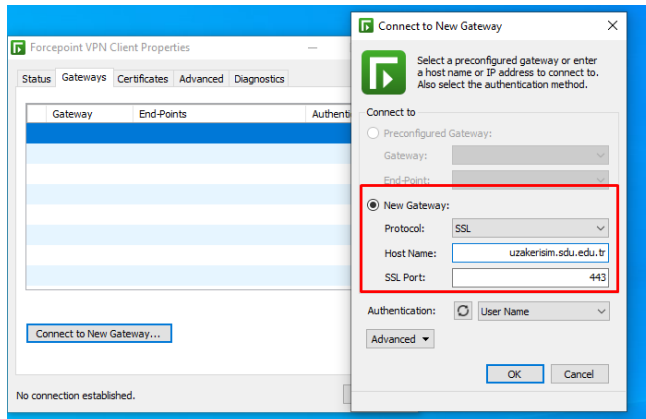 Forcepoint VPN Client Properties
Status Gateways Certificates Advanced Diagnostics
Gateway End-Points
Connect to New Gateway...
No connection established.
Connect to New Gateway
Select a preconfigured gateway or enter
a host name or IP address to connect to.
Also select the authentication method.
Connect to
Preconfigured Gateway:
Gateway:
End-Point:
New Gateway:
Protocol: SSL
Host Name: uzakerisim.sdu.edu.tr
SSL Port: 443
Authentication: User Name
Advanced
OK Cancel